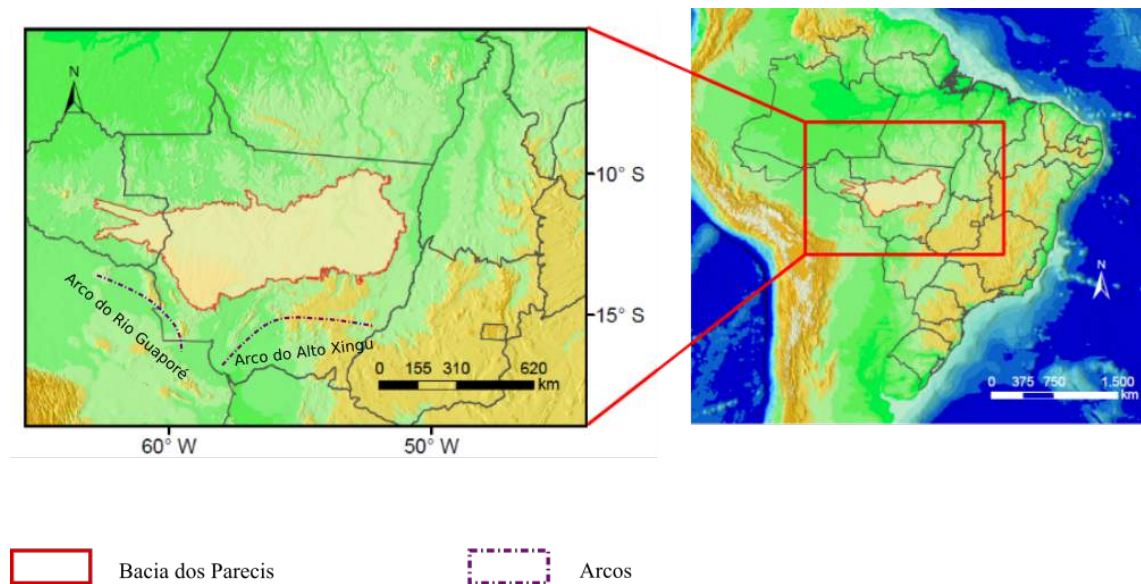 N
10° S
15° S
Arco do Rio Guaporé
Arco do Alto Xingú
0 155 310 620
km
60° W
50° W
N
0 375 750 1.500
km
Bacia dos Parecis
Arcos